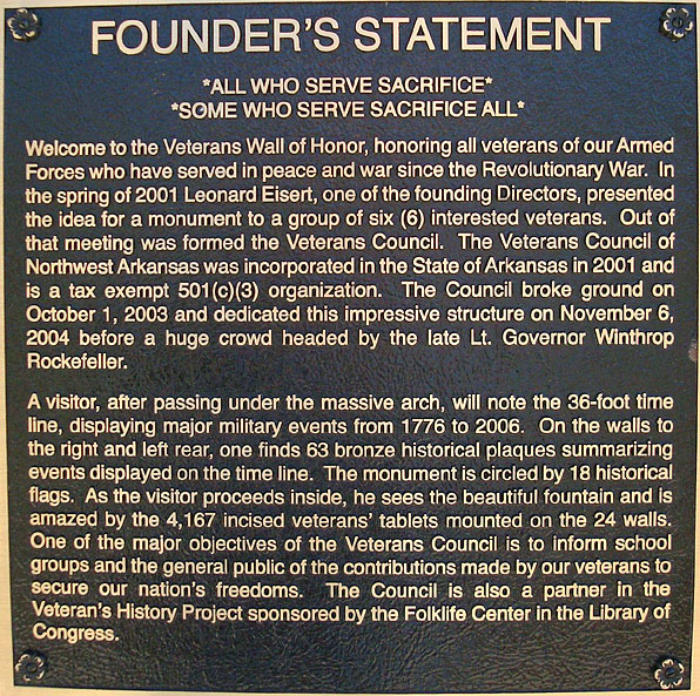 FOUNDER'S STATEMENT
*ALL WHO SERVE SACRIFICE*
*SOME WHO SERVE SACRIFICE ALL*
Welcome to the Veterans Wall of Honor, honoring all veterans of our Armed
Forces who have served in peace and war since the Revolutionary War. In
the spring of 2001 Leonard Eisert, one of the founding Directors, presented
the idea for a monument to a group of six (6) interested veterans. Out of
that meeting was formed the Veterans Council. The Veterans Council of
Northwest Arkansas was incorporated in the State of Arkansas in 2001 and
is a tax exempt 501(c)(3) organization. The Council broke ground on
October 1, 2003 and dedicated this impressive structure on November 6,
2004 before a huge crowd headed by the late Lt. Governor Winthrop
Rockefeller.
A visitor, after passing under the massive arch, will note the 36-foot time
line, displaying major military events from 1776 to 2006. On the walls to
the right and left rear, one finds 63 bronze historical plaques summarizing
events displayed on the time line. The monument is circled by 18 historical
flags. As the visitor proceeds inside, he sees the beautiful fountain and is
amazed by the 4,167 incised veterans' tablets mounted on the 24 walls.
One of the major objectives of the Veterans Council is to inform school
groups and the general public of the contributions made by our veterans to
secure our nation's freedoms. The Council is also a partner in the
Veteran's History Project sponsored by the Folklife Center in the Library of
Congress.